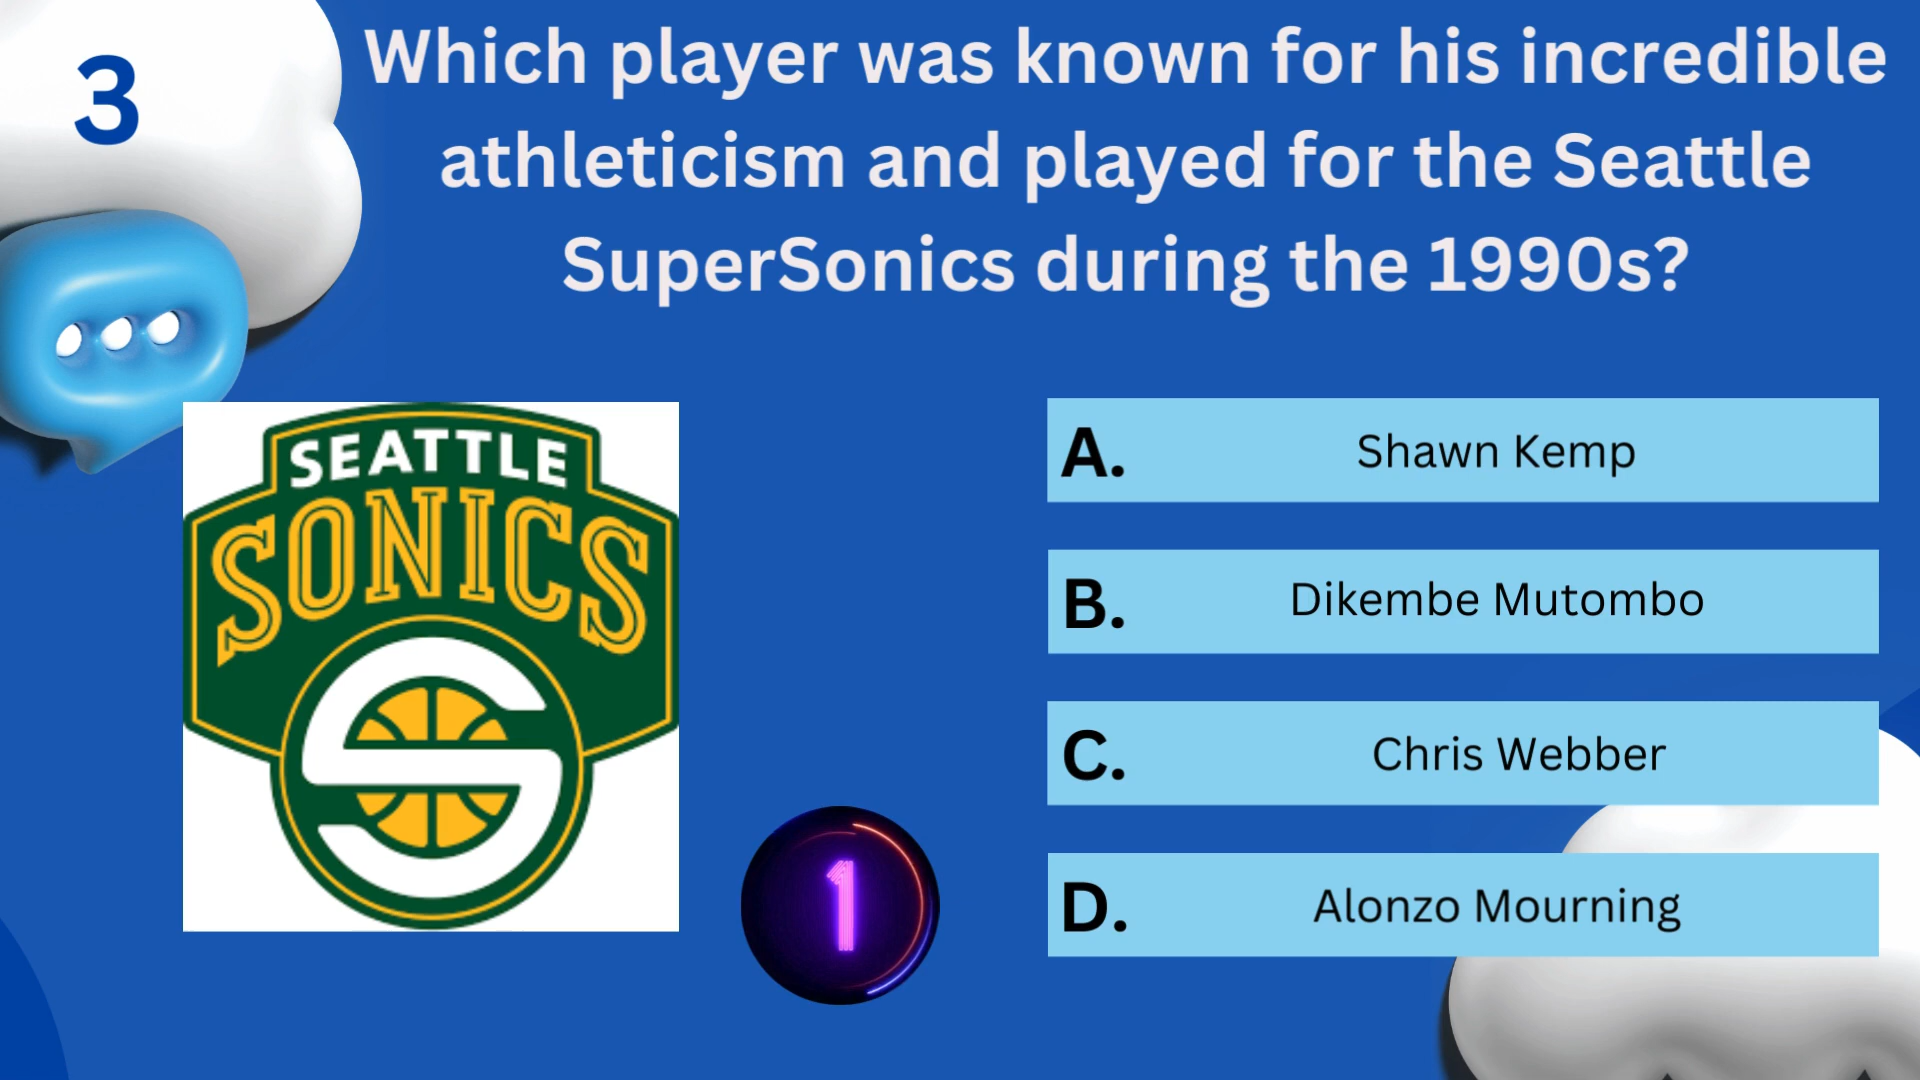 3
Which player was known for his incredible
athleticism and played for the Seattle
SuperSonics during the 1990s?
SEATTLE
SONICS
1
A. Shawn Kemp
B. Dikembe Mutombo
C. Chris Webber
D. Alonzo Mourning